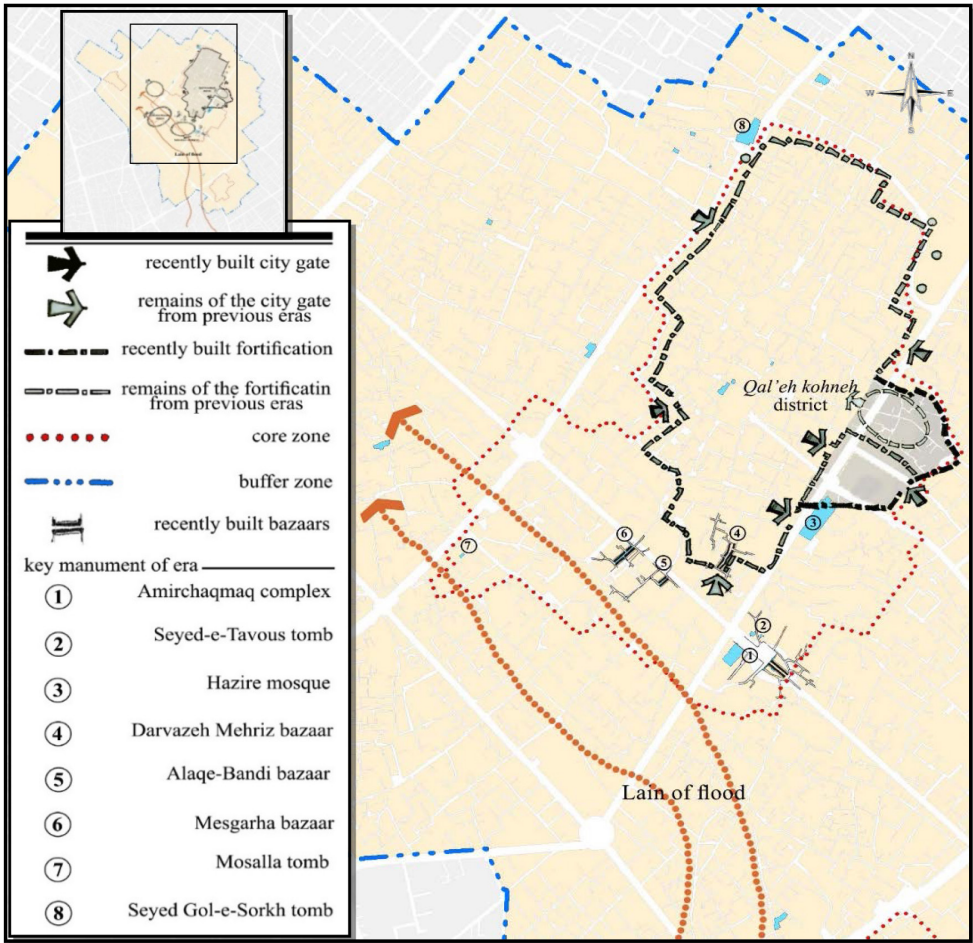 Lain of flood
recently built city gate
remains of the city gate
from previous eras
recently built fortification
remains of the fortificatin
from previous eras
core zone
buffer zone
recently built bazaars
key manument of era
1 Amirchaqmaq complex
2 Seyed-e-Tavous tomb
3 Hazire mosque
4 Darvazeh Mehriz bazaar
5 Alaqe-Bandi bazaar
6 Mesgarha bazaar
7 Mosalla tomb
8 Seyed Gol-e-Sorkh tomb
N
W E
S
8
Qal'eh kohneh
district
3
6
4
7
5
2
1
Lain of flood